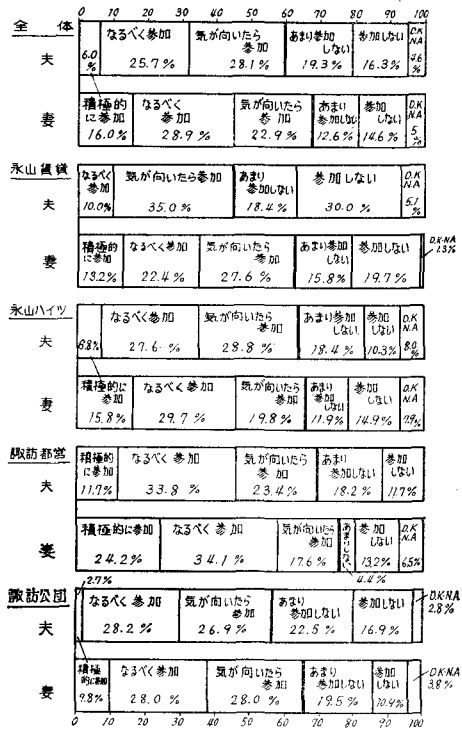 0 10 20 30 40 50 60 70 80 90 100
全体
夫
6.0%
なるべく参加
25.7%
気が向いたら参加
28.1%
あまり参加しない
19.3%
参加しない
16.3%
D.K N.A
4.6%
妻
積極的に参加
16.0%
なるべく参加
28.9%
気が向いたら参加
22.9%
あまり参加しない
12.6%
参加しない
14.6%
D.K N.A
5%
永山賃貸
夫
なるべく参加
10.0%
気が向いたら参加
35.0%
あまり参加しない
18.4%
参加しない
30.0%
D.K N.A
5.1%
妻
積極的に参加
13.2%
なるべく参加
22.4%
気が向いたら参加
27.6%
あまり参加しない
15.8%
参加しない
19.7%
D.K-N.A
1.3%
永山ハイツ
夫
6.8%
なるべく参加
27.6%
気が向いたら参加
28.8%
あまり参加しない
18.4%
参加しない
10.3%
D.K N.A
8.0%
妻
積極的に参加
15.8%
なるべく参加
29.7%
気が向いたら参加
19.8%
あまり参加しない
11.9%
参加しない
14.9%
D.K N.A
7.9%
諏訪都営
夫
積極的に参加
11.7%
なるべく参加
33.8%
気が向いたら参加
23.4%
あまり参加しない
18.2%
参加しない
11.7%
妻
積極的に参加
24.2%
なるべく参加
34.1%
気が向いたら参加
17.6%
4.4%
参加しない
13.2%
D.K N.A
6.5%
諏訪公団
夫
2.7%
なるべく参加
28.2%
気が向いたら参加
26.9%
あまり参加しない
22.5%
参加しない
16.9%
D.K-N.A
2.8%
妻
積極的に参加
9.8%
なるべく参加
28.0%
気が向いたら参加
28.0%
あまり参加しない
19.5%
参加しない
10.9%
D.K-N.A
3.8%
0 10 20 30 40 50 60 70 80 90 100